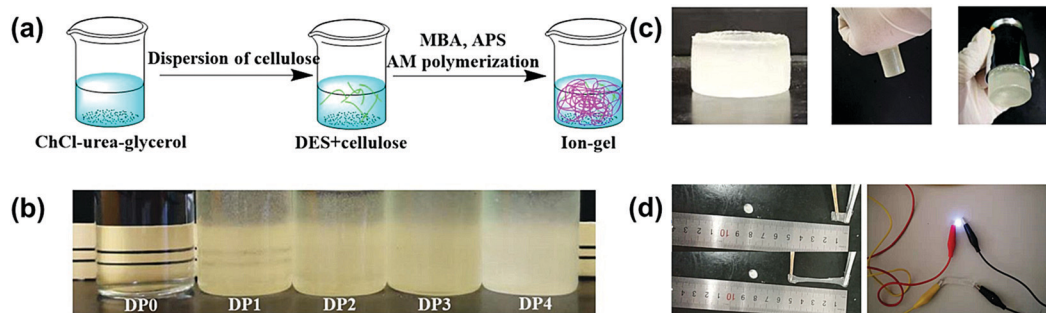 (a)
Dispersion of cellulose
MBA, APS
AM polymerization
ChCl-urea-glycerol
DES+cellulose
Ion-gel
(b)
DP0
DP1
DP2
DP3
DP4
(c)
(d)